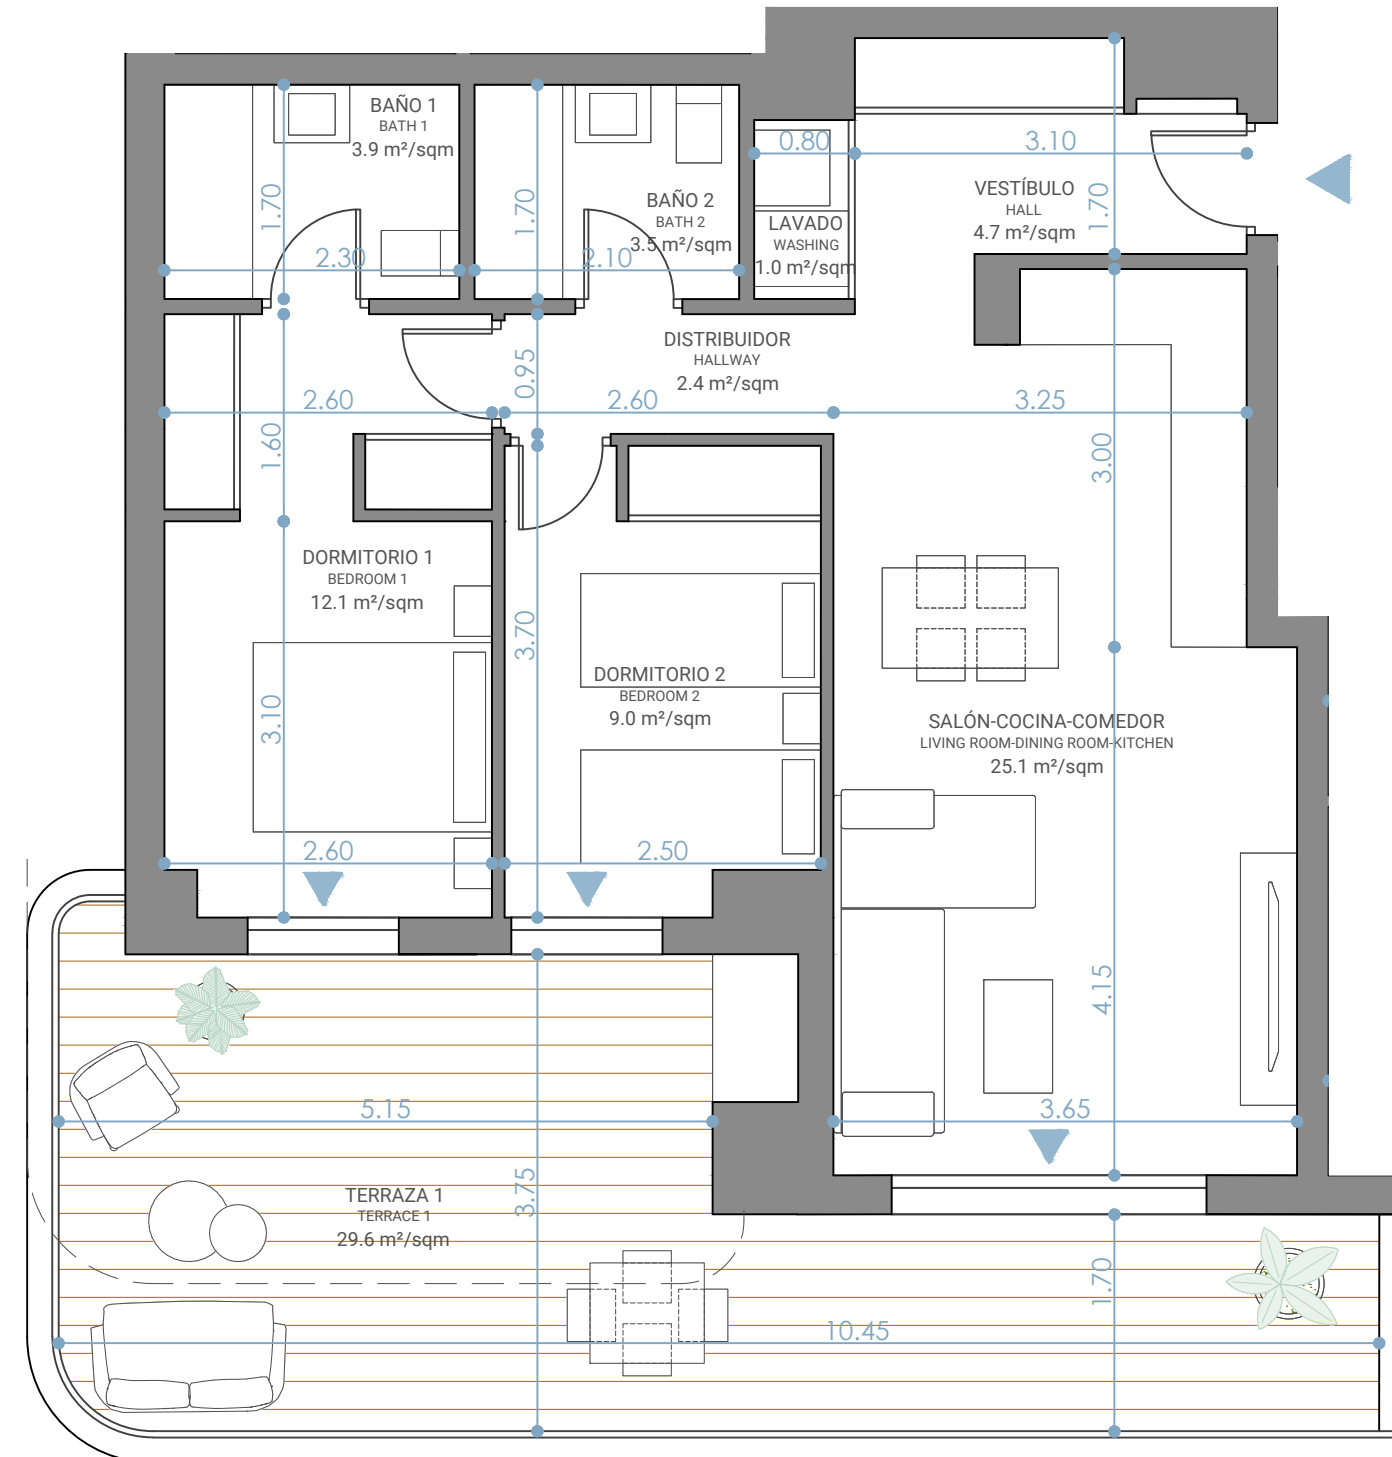 BAÑO 1
BATH 1
3.9 m²/sqm
1.70
2.30
BAÑO 2
BATH 2
3.5 m²/sqm
1.70
2.10
0.80
LAVADO
WASHING
1.0 m²/sqm
3.10
VESTÍBULO
HALL
4.7 m²/sqm
1.70
DISTRIBUIDOR
HALLWAY
2.4 m²/sqm
0.95
2.60
2.60
3.25
1.60
3.00
DORMITORIO 1
BEDROOM 1
12.1 m²/sqm
3.10
2.60
3.70
DORMITORIO 2
BEDROOM 2
9.0 m²/sqm
2.50
SALÓN-COCINA-COMEDOR
LIVING ROOM-DINING ROOM-KITCHEN
25.1 m²/sqm
4.15
3.65
5.15
3.75
TERRAZA 1
TERRACE 1
29.6 m²/sqm
1.70
10.45